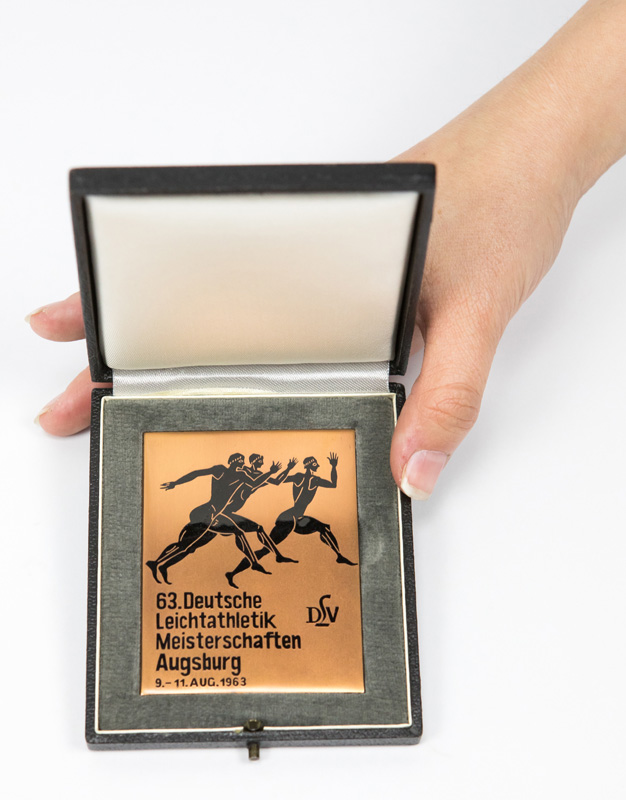 63. Deutsche
Leichtathletik
Meisterschaften
Augsburg
9.–11. AUG. 1963
DLV